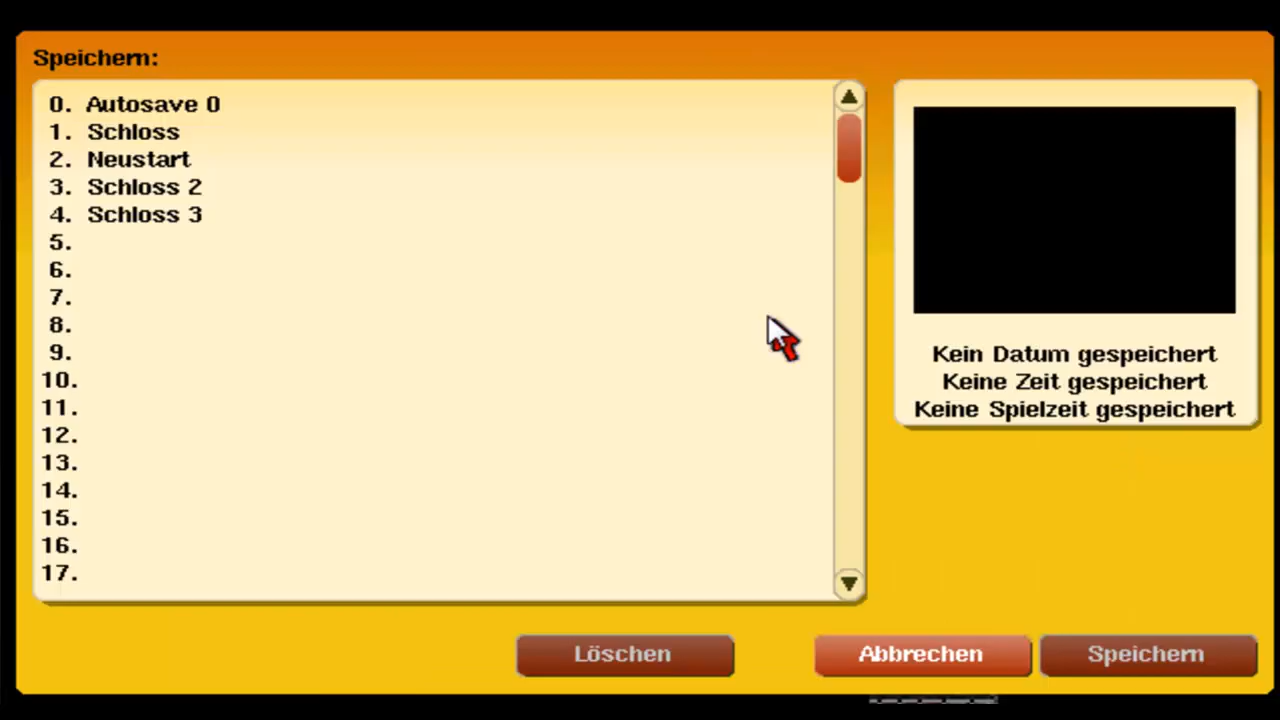 Speichern:
0. Autosave 0
1. Schloss
2. Neustart
3. Schloss 2
4. Schloss 3
5.
6.
7.
8.
9.
10.
11.
12.
13.
14.
15.
16.
17.
Kein Datum gespeichert
Keine Zeit gespeichert
Keine Spielzeit gespeichert
Löschen
Abbrechen
Speichern